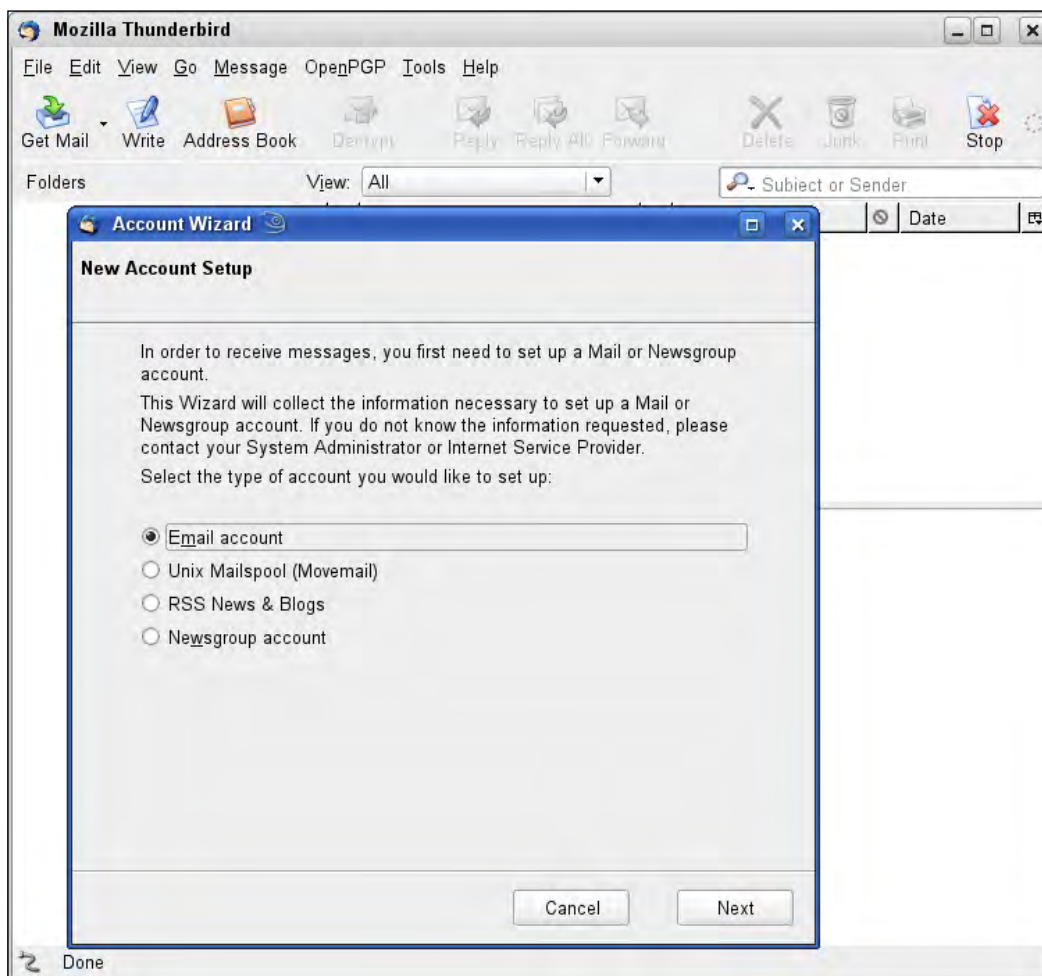 Mozilla Thunderbird
File Edit View Go Message OpenPGP Tools Help
Get Mail Write Address Book Decrypt Reply Reply All Forward Delete Junk Print Stop
Folders View: All Subject or Sender
Account Wizard
Date
New Account Setup
In order to receive messages, you first need to set up a Mail or Newsgroup
account.
This Wizard will collect the information necessary to set up a Mail or
Newsgroup account. If you do not know the information requested, please
contact your System Administrator or Internet Service Provider.
Select the type of account you would like to set up:
Email account
Unix Mailspool (Movemail)
RSS News & Blogs
Newsgroup account
Cancel Next
Done